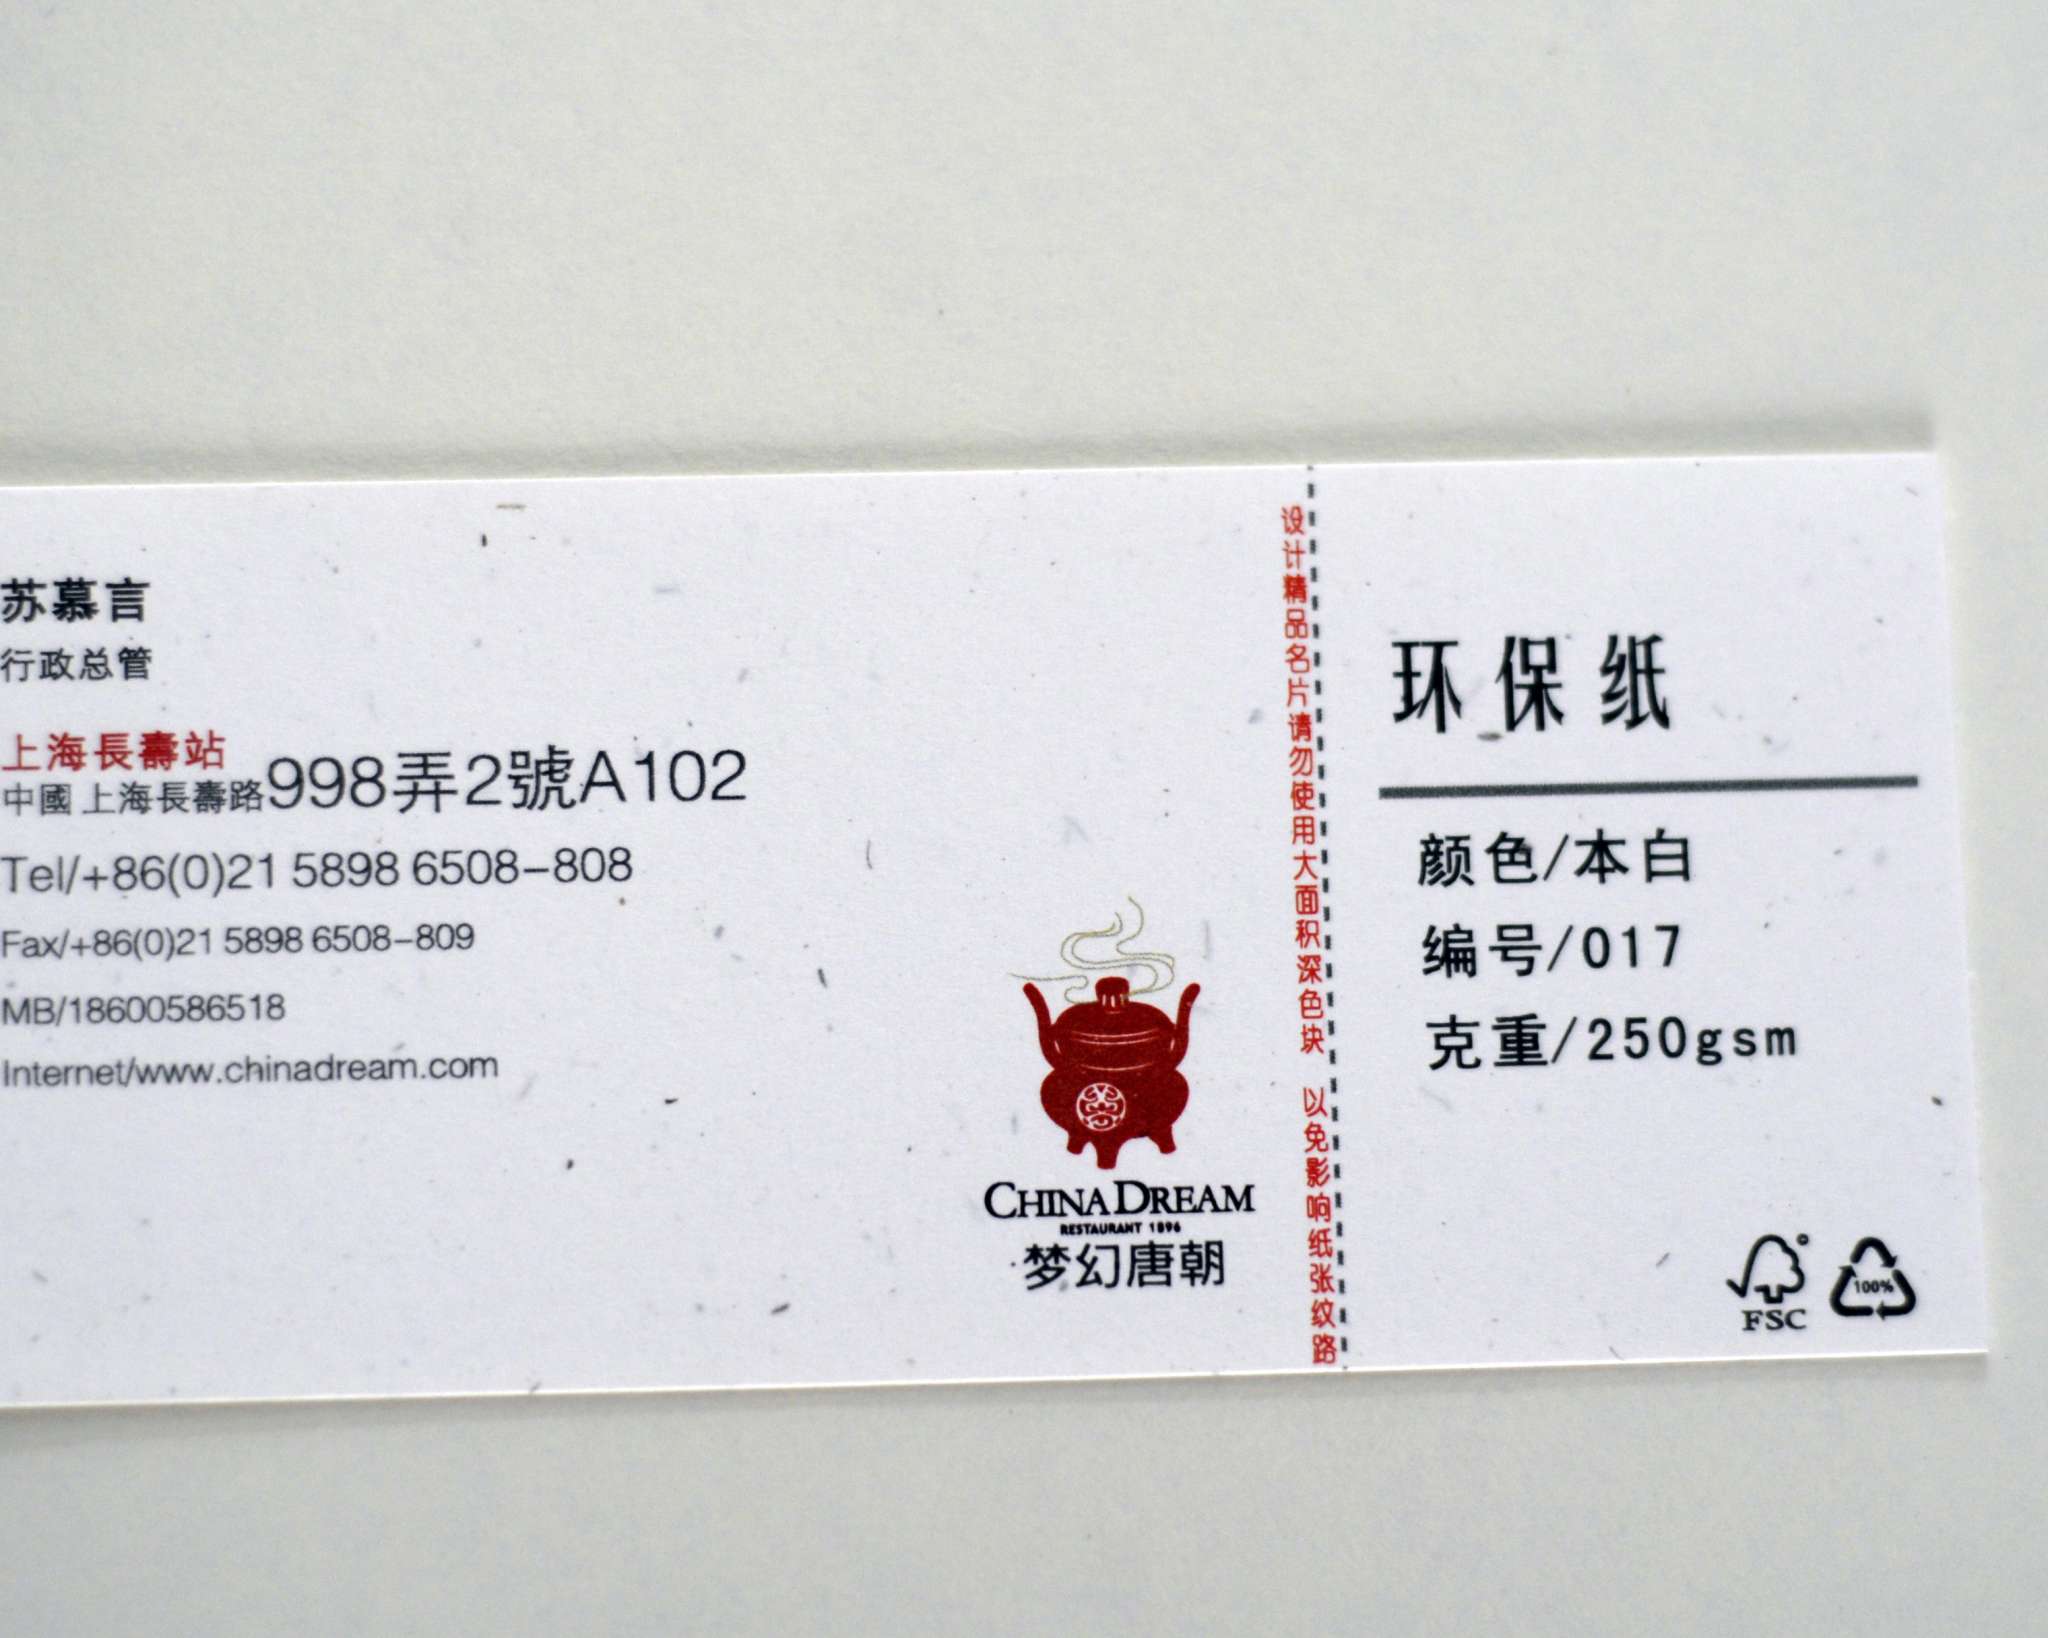 苏慕言
行政总管
上海長壽站
中國 上海長壽路998弄2號A102
Tel/+86(0)21 5898 6508-808
Fax/+86(0)21 5898 6508-809
MB/18600586518
Internet/www.chinadream.com
CHINA DREAM
RESTAURANT 1896
梦幻唐朝
设计精品名片请勿使用大面积深色块 以免影响纸张纹路
环保纸
颜色/本白
编号/017
克重/250gsm
FSC
100%